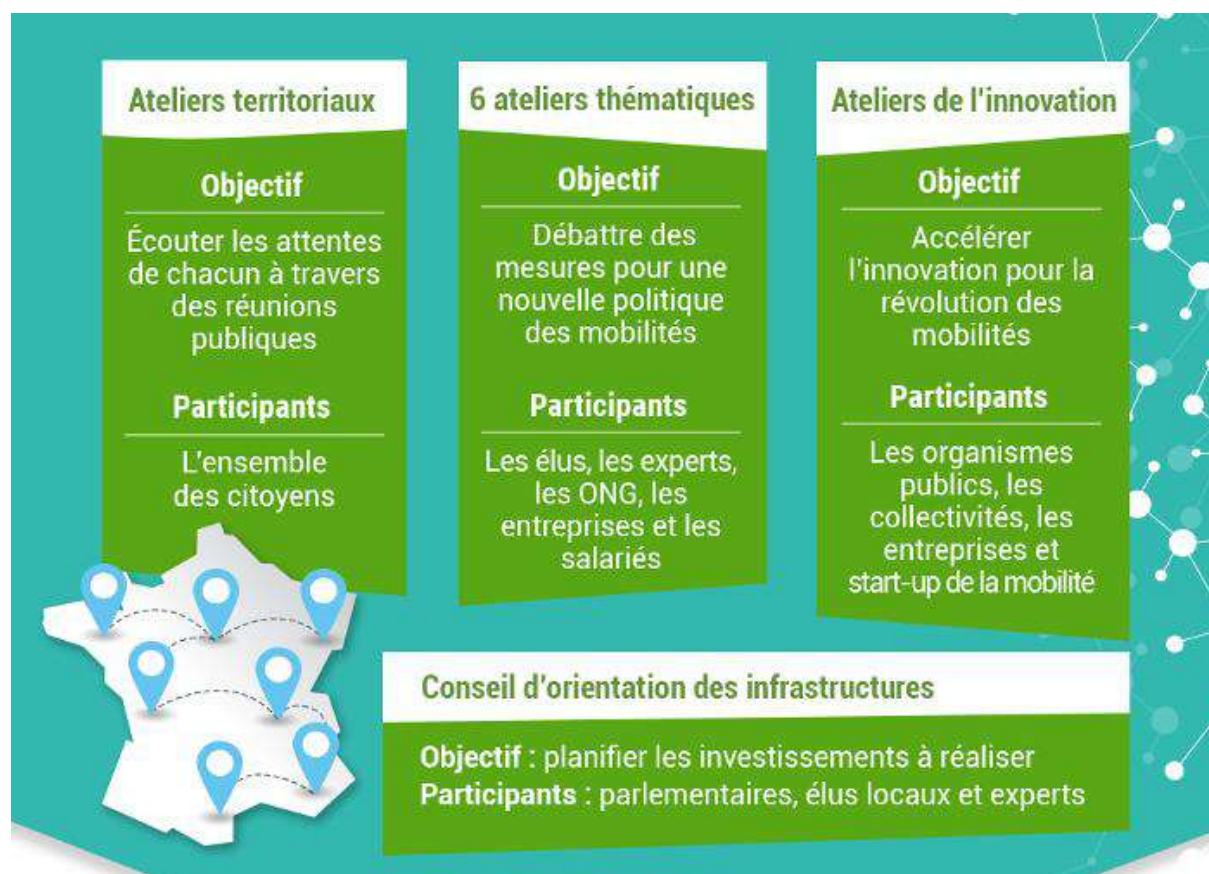 Ateliers territoriaux
Objectif
Écouter les attentes
de chacun à travers
des réunions
publiques
Participants
L'ensemble
des citoyens
6 ateliers thématiques
Objectif
Débattre des
mesures pour une
nouvelle politique
des mobilités
Participants
Les élus, les experts,
les ONG, les
entreprises et les
salariés
Ateliers de l'innovation
Objectif
Accélérer
l'innovation pour la
révolution des
mobilités
Participants
Les organismes
publics, les
collectivités, les
entreprises et
start-up de la mobilité
Conseil d'orientation des infrastructures
Objectif : planifier les investissements à réaliser
Participants : parlementaires, élus locaux et experts